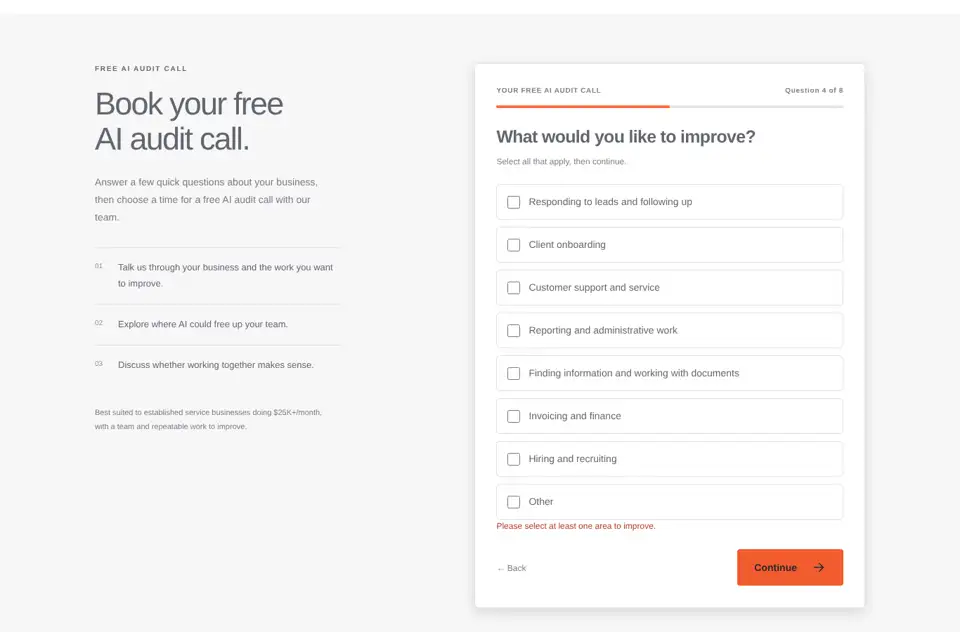 FREE AI AUDIT CALL
Book your free
AI audit call.
Answer a few quick questions about your business,
then choose a time for a free AI audit call with our
team.
01 Talk us through your business and the work you want
to improve.
02 Explore where AI could free up your team.
03 Discuss whether working together makes sense.
Best suited to established service businesses doing $25K+/month,
with a team and repeatable work to improve.
YOUR FREE AI AUDIT CALL
Question 4 of 8
What would you like to improve?
Select all that apply, then continue.
Responding to leads and following up
Client onboarding
Customer support and service
Reporting and administrative work
Finding information and working with documents
Invoicing and finance
Hiring and recruiting
Other
Please select at least one area to improve.
← Back
Continue →